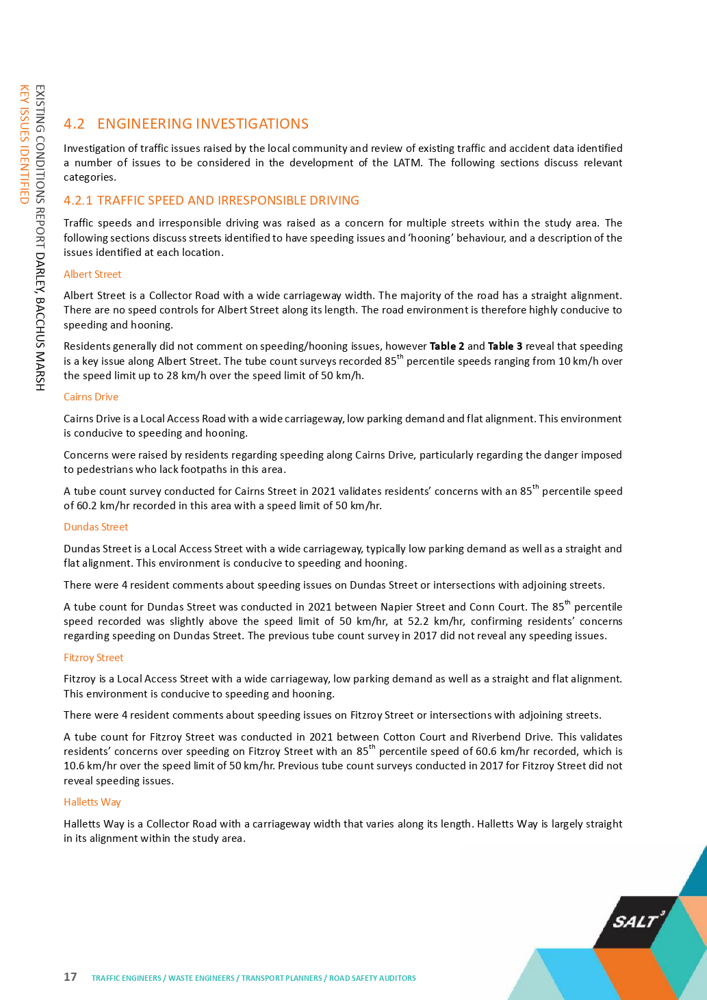 EXISTING CONDITIONS REPORT DARLEY, BACCHUS MARSH
KEY ISSUES IDENTIFIED
4.2 ENGINEERING INVESTIGATIONS
Investigation of traffic issues raised by the local community and review of existing traffic and accident data identified
a number of issues to be considered in the development of the LATM. The following sections discuss relevant
categories.
4.2.1 TRAFFIC SPEED AND IRRESPONSIBLE DRIVING
Traffic speeds and irresponsible driving was raised as a concern for multiple streets within the study area. The
following sections discuss streets identified to have speeding issues and ‘hooning’ behaviour, and a description of the
issues identified at each location.
Albert Street
Albert Street is a Collector Road with a wide carriageway width. The majority of the road has a straight alignment.
There are no speed controls for Albert Street along its length. The road environment is therefore highly conducive to
speeding and hooning.
Residents generally did not comment on speeding/hooning issues, however Table 2 and Table 3 reveal that speeding
is a key issue along Albert Street. The tube count surveys recorded 85th percentile speeds ranging from 10 km/h over
the speed limit up to 28 km/h over the speed limit of 50 km/h.
Cairns Drive
Cairns Drive is a Local Access Road with a wide carriageway, low parking demand and flat alignment. This environment
is conducive to speeding and hooning.
Concerns were raised by residents regarding speeding along Cairns Drive, particularly regarding the danger imposed
to pedestrians who lack footpaths in this area.
A tube count survey conducted for Cairns Street in 2021 validates residents’ concerns with an 85th percentile speed
of 60.2 km/hr recorded in this area with a speed limit of 50 km/hr.
Dundas Street
Dundas Street is a Local Access Street with a wide carriageway, typically low parking demand as well as a straight and
flat alignment. This environment is conducive to speeding and hooning.
There were 4 resident comments about speeding issues on Dundas Street or intersections with adjoining streets.
A tube count for Dundas Street was conducted in 2021 between Napier Street and Conn Court. The 85th percentile
speed recorded was slightly above the speed limit of 50 km/hr, at 52.2 km/hr, confirming residents’ concerns
regarding speeding on Dundas Street. The previous tube count survey in 2017 did not reveal any speeding issues.
Fitzroy Street
Fitzroy is a Local Access Street with a wide carriageway, low parking demand as well as a straight and flat alignment.
This environment is conducive to speeding and hooning.
There were 4 resident comments about speeding issues on Fitzroy Street or intersections with adjoining streets.
A tube count for Fitzroy Street was conducted in 2021 between Cotton Court and Riverbend Drive. This validates
residents’ concerns over speeding on Fitzroy Street with an 85th percentile speed of 60.6 km/hr recorded, which is
10.6 km/hr over the speed limit of 50 km/hr. Previous tube count surveys conducted in 2017 for Fitzroy Street did not
reveal speeding issues.
Halletts Way
Halletts Way is a Collector Road with a carriageway width that varies along its length. Halletts Way is largely straight
in its alignment within the study area.
SALT3
17 TRAFFIC ENGINEERS / WASTE ENGINEERS / TRANSPORT PLANNERS / ROAD SAFETY AUDITORS